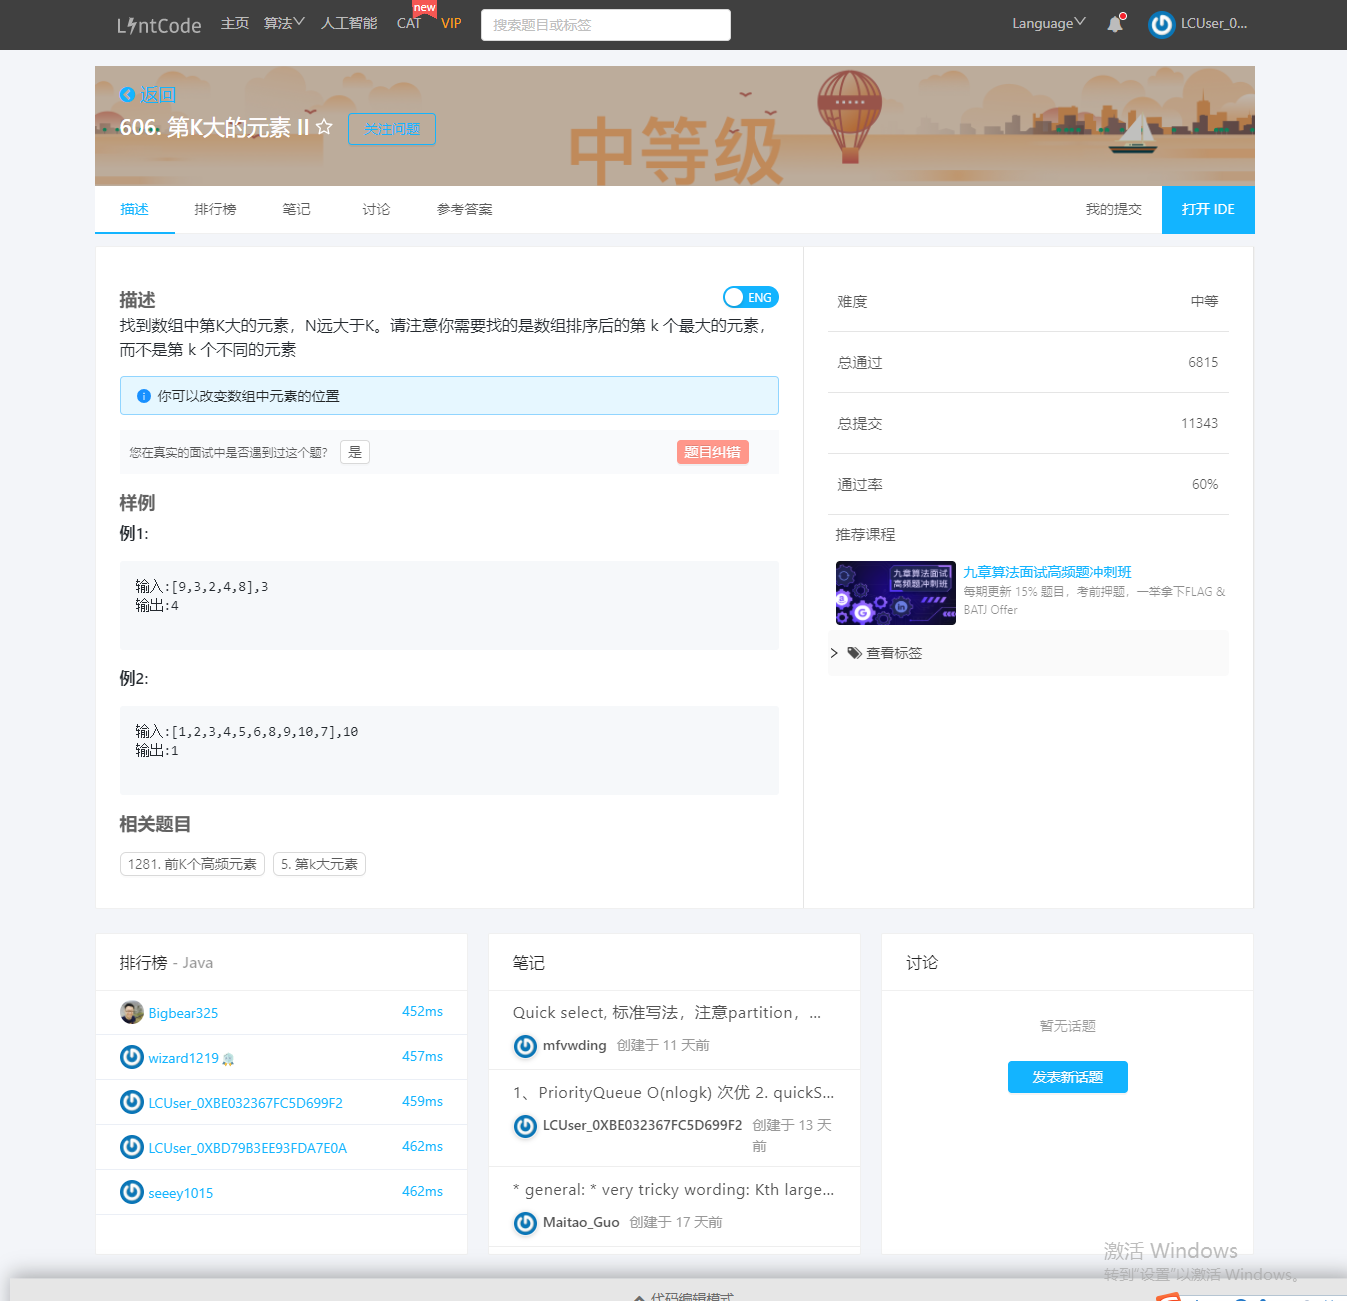 LintCode 主页 算法 人工智能 CAT new VIP 搜索题目或标签 Language LCUser_0...
返回
606. 第K大的元素 II 关注问题
中等级
描述 排行榜 笔记 讨论 参考答案 我的提交 打开 IDE
描述 ENG
找到数组中第K大的元素，N远大于K。请注意你需要找的是数组排序后的第 k 个最大的元素，
而不是第 k 个不同的元素
你可以改变数组中元素的位置
您在真实的面试中是否遇到过这个题? 是 题目纠错
样例
例1:
输入:[9,3,2,4,8],3
输出:4
例2:
输入:[1,2,3,4,5,6,8,9,10,7],10
输出:1
相关题目
1281. 前K个高频元素 5. 第k大元素
难度 中等
总通过 6815
总提交 11343
通过率 60%
推荐课程
九章算法面试
高频题冲刺班
九章算法面试高频题冲刺班
每期更新 15% 题目，考前押题，一举拿下FLAG &
BATJ Offer
查看标签
排行榜 - Java
Bigbear325 452ms
wizard1219 457ms
LCUser_0XBE032367FC5D699F2 459ms
LCUser_0XBD79B3EE93FDA7E0A 462ms
seeey1015 462ms
笔记
Quick select, 标准写法，注意partition，...
mfvwding 创建于 11 天前
1、PriorityQueue O(nlogk) 次优 2. quickS...
LCUser_0XBE032367FC5D699F2 创建于 13 天
前
* general: * very tricky wording: Kth large...
Maitao_Guo 创建于 17 天前
讨论
暂无话题
发表新话题
激活 Windows
转到"设置"以激活 Windows。
代码编辑模式